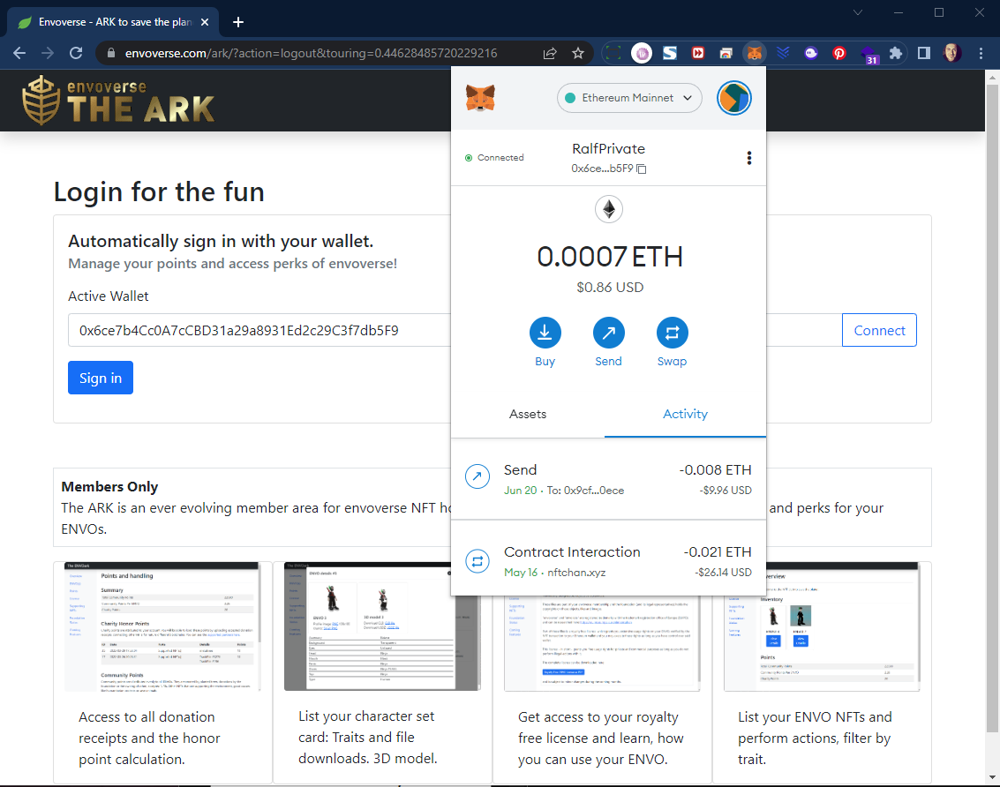 Envoverse - ARK to save the plan
envoverse.com/ark/?action=logout&touring=0.44628485720229216
31
envoverse
THE ARK
Ethereum Mainnet
Connected
RalfPrivate
0x6ce...b5F9
0.0007 ETH
$0.86 USD
Buy
Send
Swap
Assets
Activity
Send
-0.008 ETH
Jun 20 · To: 0x9cf...0ece
-$9.96 USD
Contract Interaction
-0.021 ETH
May 16 · nftchan.xyz
-$26.14 USD
Login for the fun
Automatically sign in with your wallet.
Manage your points and access perks of envoverse!
Active Wallet
0x6ce7b4Cc0A7cCBD31a29a8931Ed2c29C3f7db5F9
Connect
Sign in
Members Only
The ARK is an ever evolving member area for envoverse NFT
and perks for your
ENVOs.
Points and handling
Summary
Charity Honor Points
Community Points
ENVO details #3
Inventory
Points
Access to all donation
receipts and the honor
point calculation.
List your character set
card: Traits and file
downloads. 3D model.
Get access to your royalty
free license and learn, how
you can use your ENVO.
List your ENVO NFTs and
perform actions, filter by
trait.